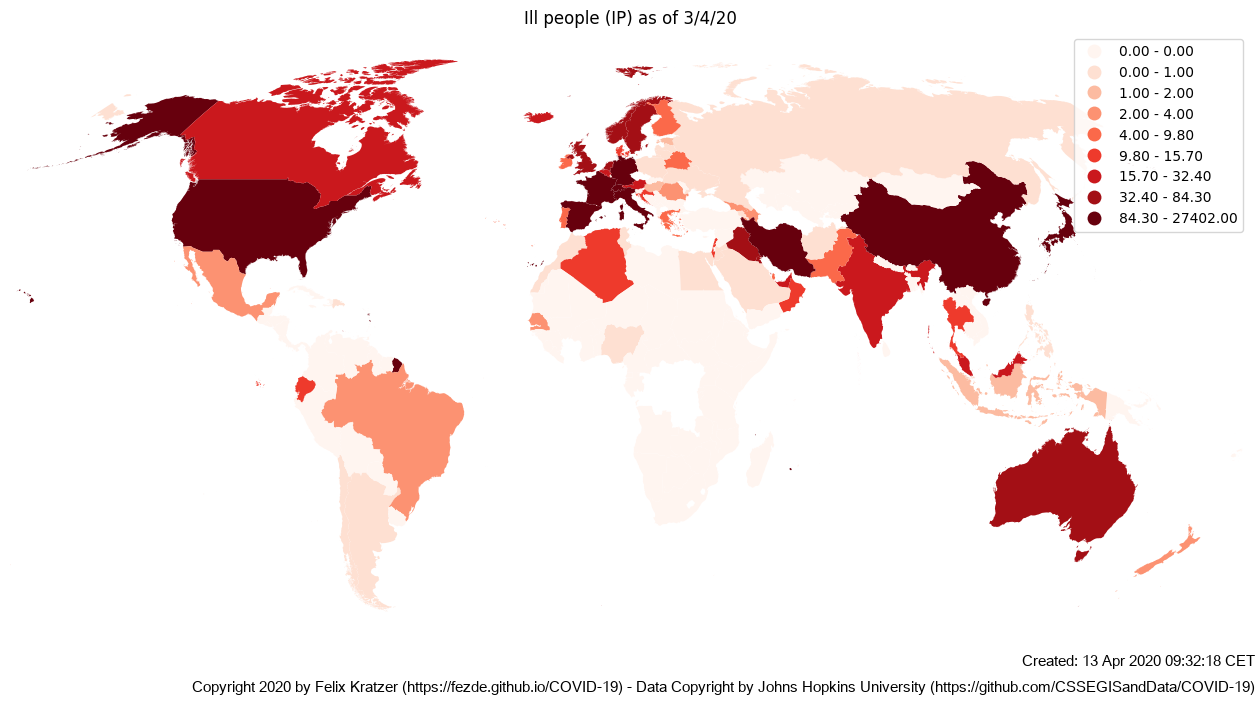 Ill people (IP) as of 3/4/20
0.00 - 0.00
0.00 - 1.00
1.00 - 2.00
2.00 - 4.00
4.00 - 9.80
9.80 - 15.70
15.70 - 32.40
32.40 - 84.30
84.30 - 27402.00
Created: 13 Apr 2020 09:32:18 CET
Copyright 2020 by Felix Kratzer (https://fezde.github.io/COVID-19) - Data Copyright by Johns Hopkins University (https://github.com/CSSEGISandData/COVID-19)